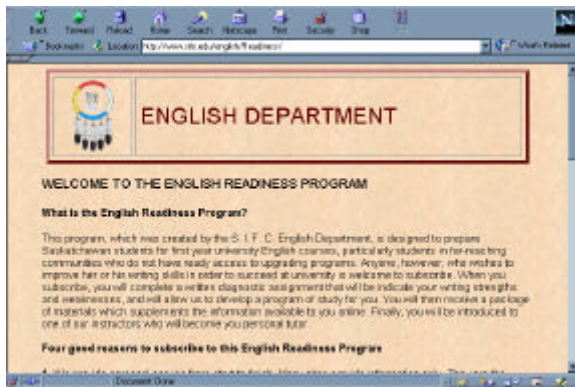 Back Forward Reload Home Search Netscape Print Security Shop
Bookmarks Location: http://www.sifc.edu/english/Readiness/ What's Related
ENGLISH DEPARTMENT
WELCOME TO THE ENGLISH READINESS PROGRAM
What is the English Readiness Program?
This program, which was created by the S. I. F. C. English Department, is designed to prepare
Saskatchewan students for first year university English courses, particularly students in far-reaching
communities who do not have ready access to upgrading programs. Anyone, however, who wishes to
improve her or his writing skills in order to succeed at university is welcome to subscribe. When you
subscribe, you will complete a written diagnostic assignment that will be indicate your writing strengths
and weaknesses, and will allow us to develop a program of study for you. You will then receive a package
of materials which supplements the information available to you online. Finally, you will be introduced to
one of our instructors who will become you personal tutor.
Four good reasons to subscribe to this English Readiness Program
Document: Done